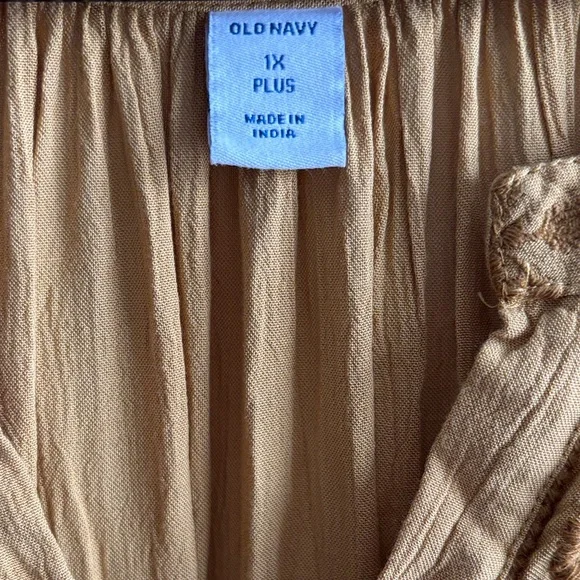 OLD NAVY
1X
PLUS
MADE IN
INDIA